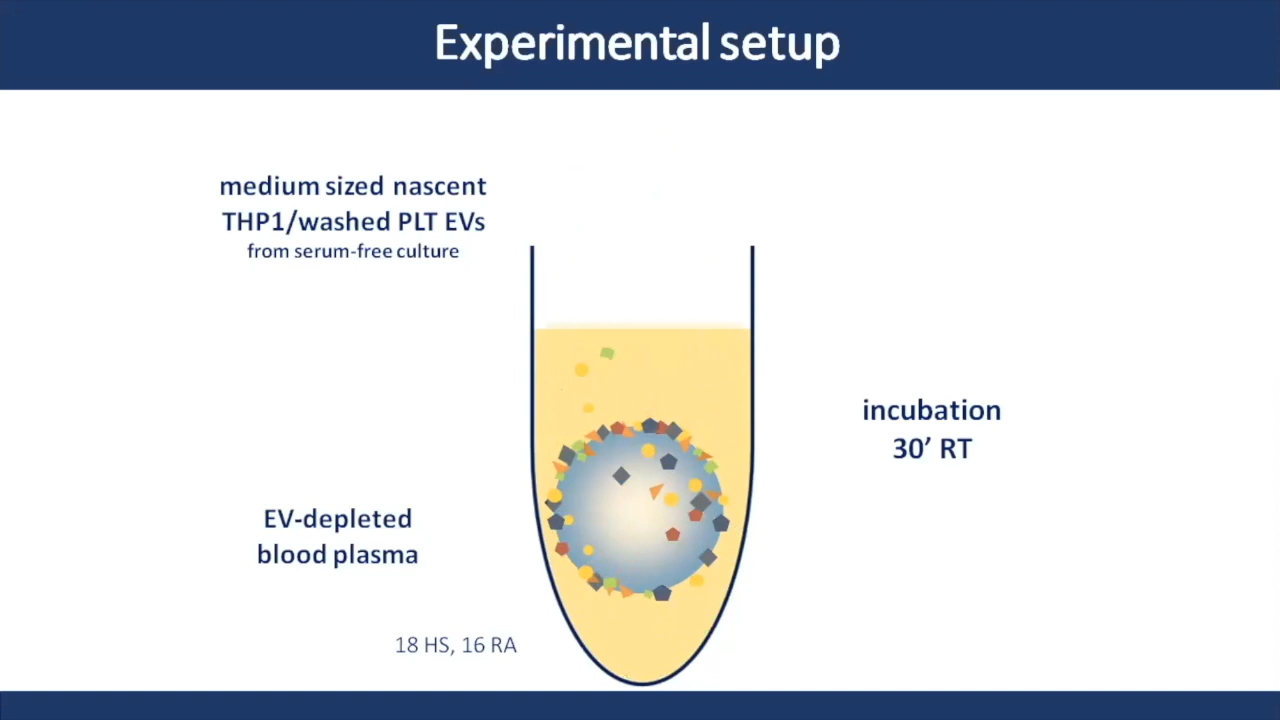 Experimental setup
medium sized nascent
THP1/washed PLT EVs
from serum-free culture
incubation
30’ RT
EV-depleted
blood plasma
18 HS, 16 RA